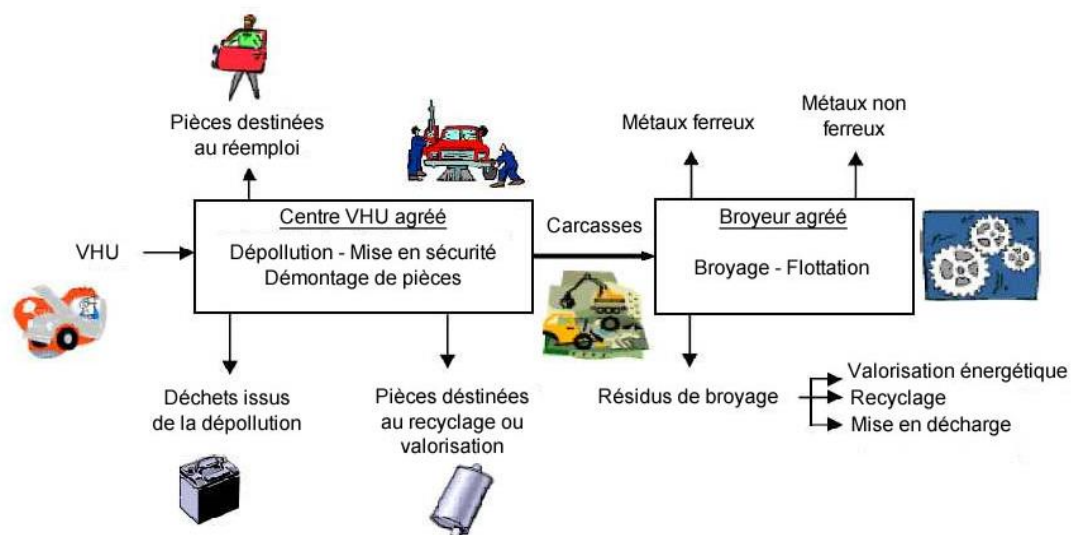 Pièces destinées
au réemploi
Métaux ferreux
Métaux non
ferreux
VHU
Centre VHU agréé
Dépollution - Mise en sécurité
Démontage de pièces
Carcasses
Broyeur agréé
Broyage - Flottation
Déchets issus
de la dépollution
Pièces déstinées
au recyclage ou
valorisation
Résidus de broyage
Valorisation énergétique
Recyclage
Mise en décharge